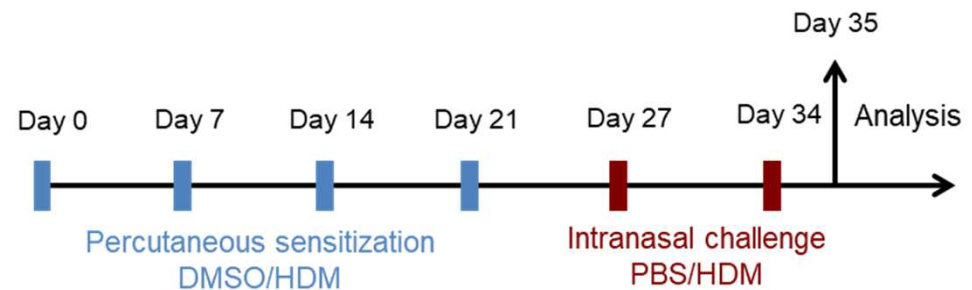 Day 35
Day 0
Day 7
Day 14
Day 21
Day 27
Day 34
Analysis
Percutaneous sensitization
DMSO/HDM
Intranasal challenge
PBS/HDM